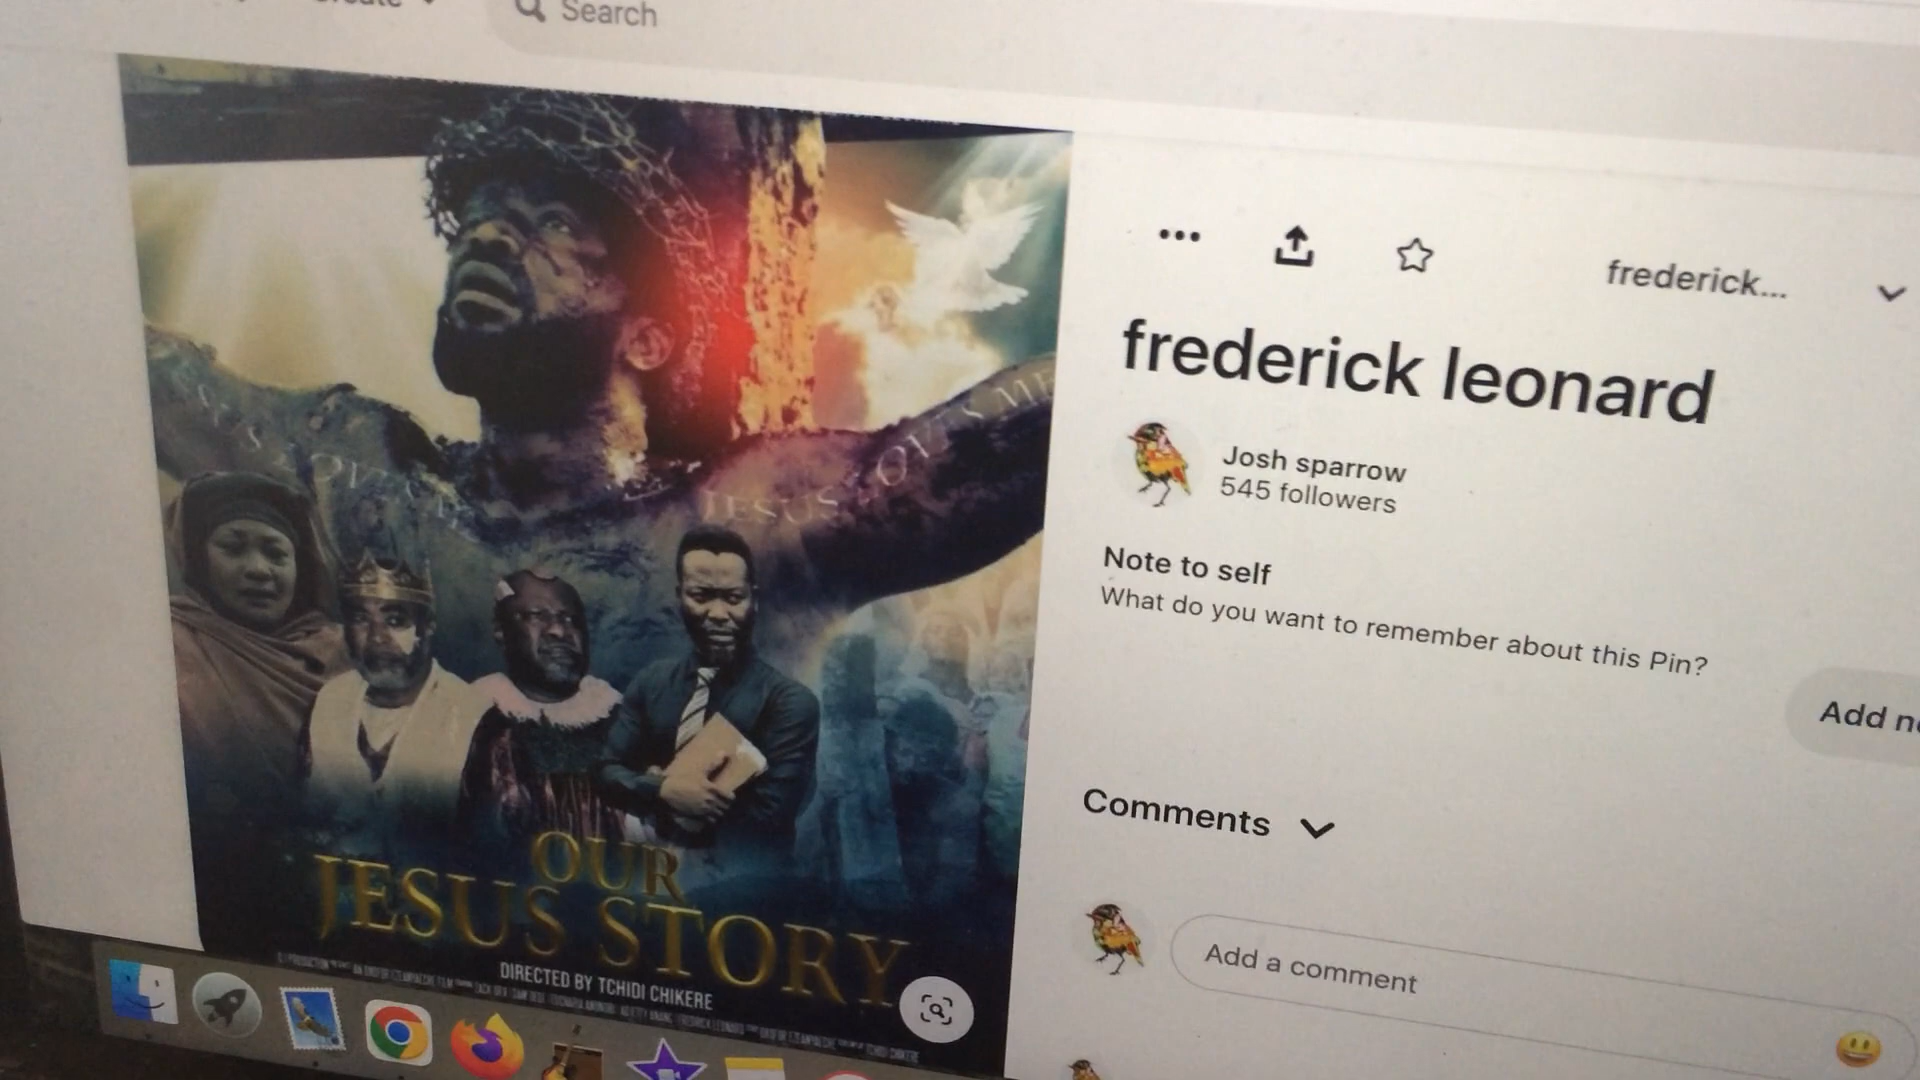 Search
frederick...
frederick leonard
Josh sparrow
545 followers
Note to self
What do you want to remember about this Pin?
Add
Comments
Add a comment
JESUS LOVES ME
OUR
JESUS STORY
DIRECTED BY TCHIDI CHIKERE